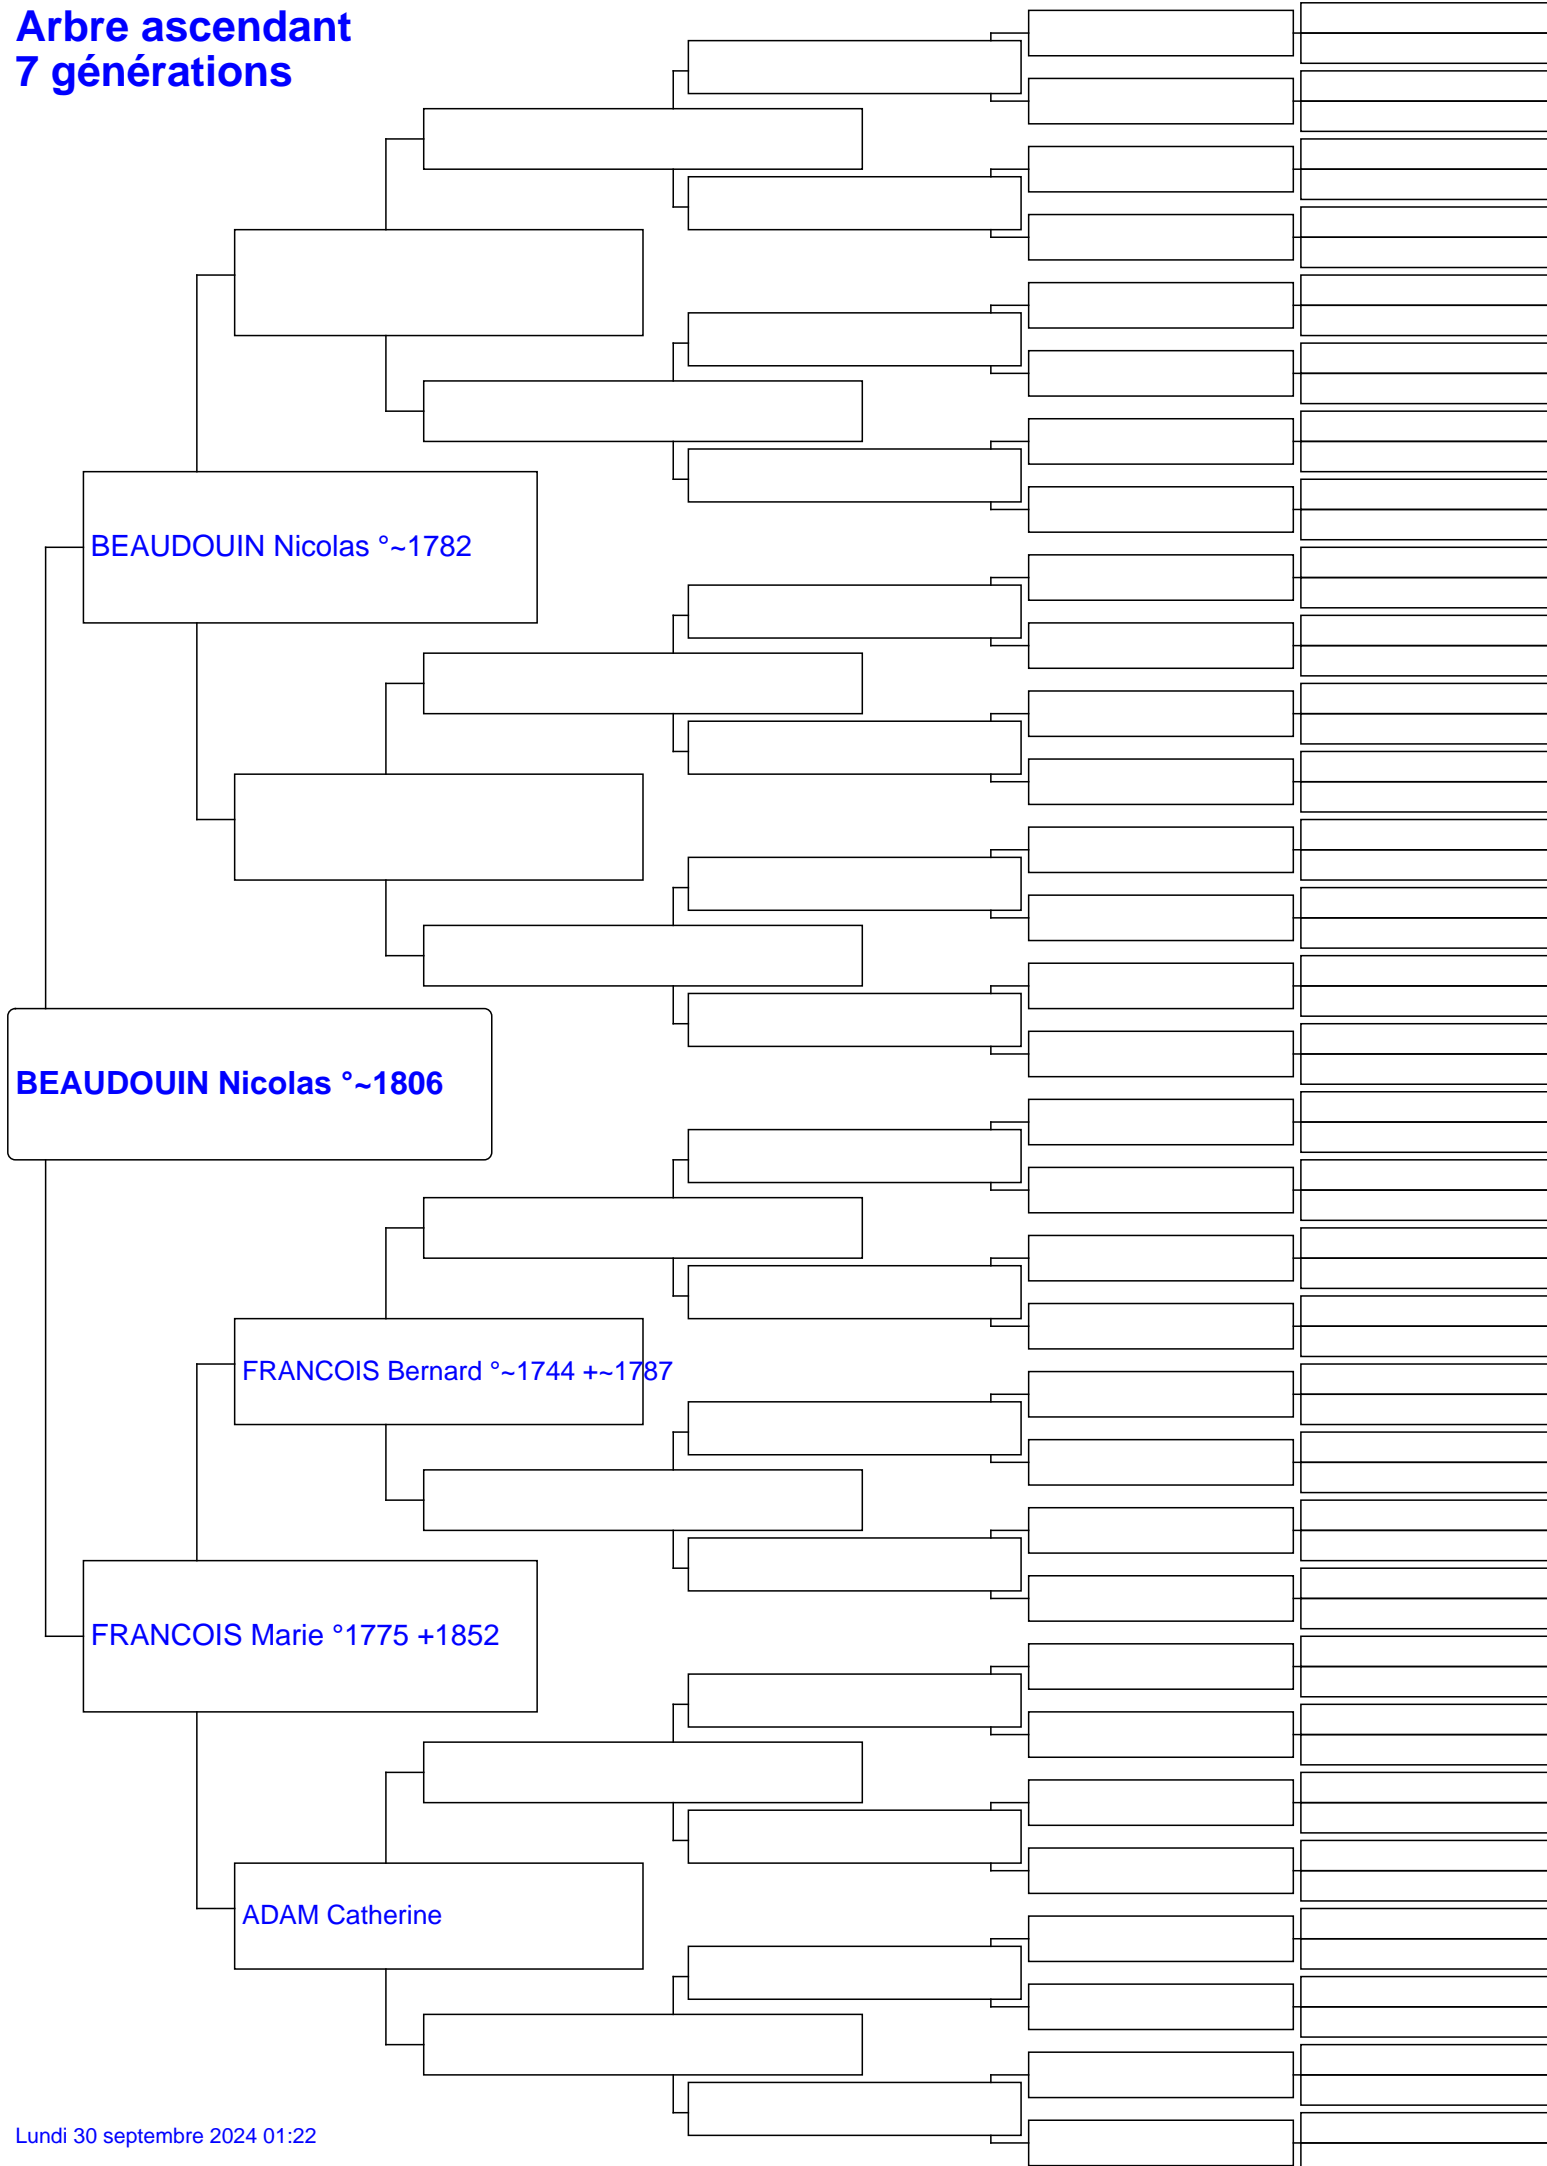 Arbre ascendant
7 générations
BEAUDOUIN Nicolas °~1782
BEAUDOUIN Nicolas °~1806
FRANCOIS Bernard °~1744 +~1787
FRANCOIS Marie °1775 +1852
ADAM Catherine
Lundi 30 septembre 2024 01:22